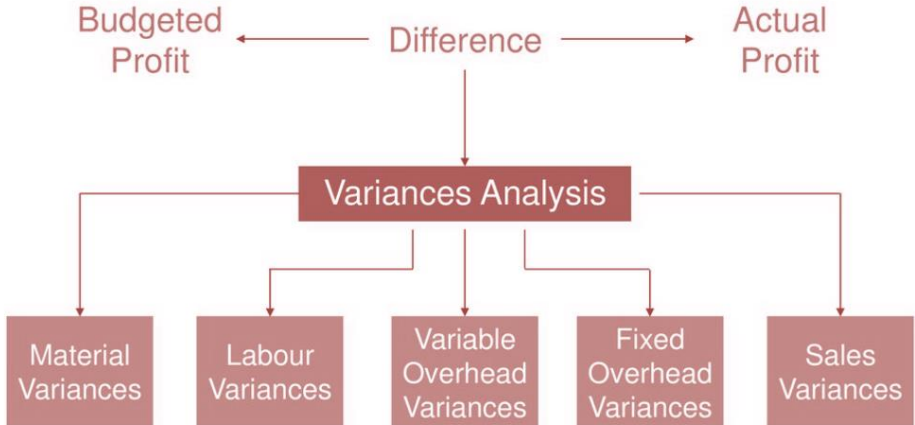 Budgeted
Profit
Difference
Actual
Profit
Variances Analysis
Material
Variances
Labour
Variances
Variable
Overhead
Variances
Fixed
Overhead
Variances
Sales
Variances